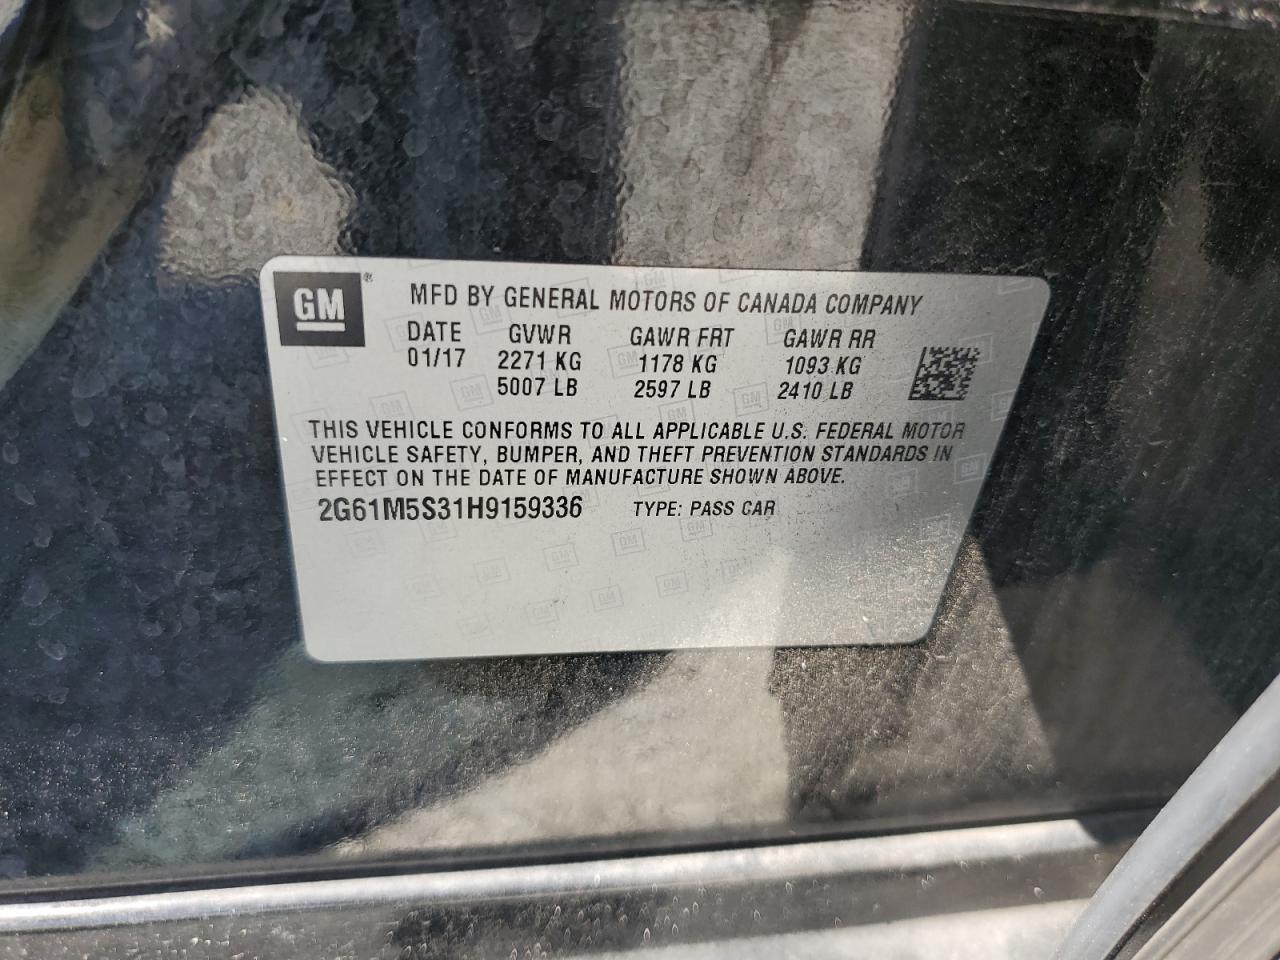 GM®
MFD BY GENERAL MOTORS OF CANADA COMPANY
DATE GVWR GAWR FRT GAWR RR
01/17 2271 KG 1178 KG 1093 KG
5007 LB 2597 LB 2410 LB
THIS VEHICLE CONFORMS TO ALL APPLICABLE U.S. FEDERAL MOTOR
VEHICLE SAFETY, BUMPER, AND THEFT PREVENTION STANDARDS IN
EFFECT ON THE DATE OF MANUFACTURE SHOWN ABOVE.
2G61M5S31H9159336 TYPE: PASS CAR